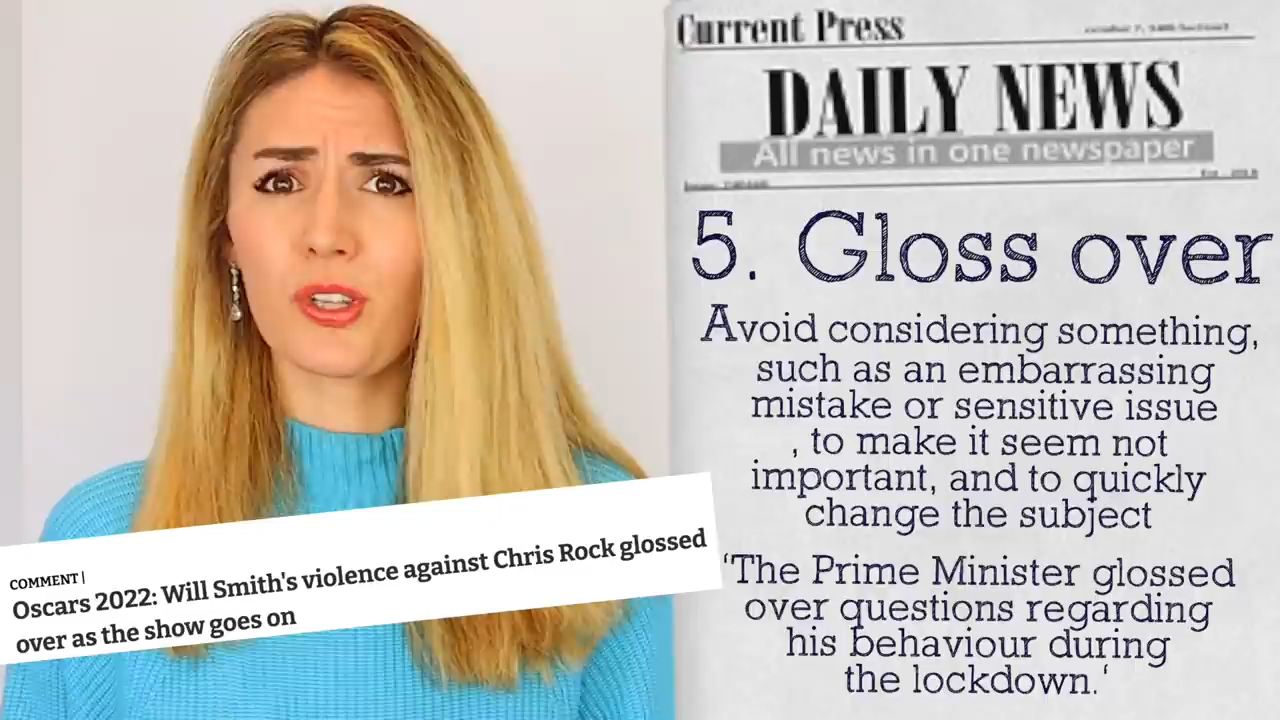 Current Press
DAILY NEWS
All news in one newspaper
5. Gloss over
Avoid considering something,
such as an embarrassing
mistake or sensitive issue
, to make it seem not
important, and to quickly
change the subject
'The Prime Minister glossed
over questions regarding
his behaviour during
the lockdown.'
COMMENT |
Oscars 2022: Will Smith's violence against Chris Rock glossed
over as the show goes on